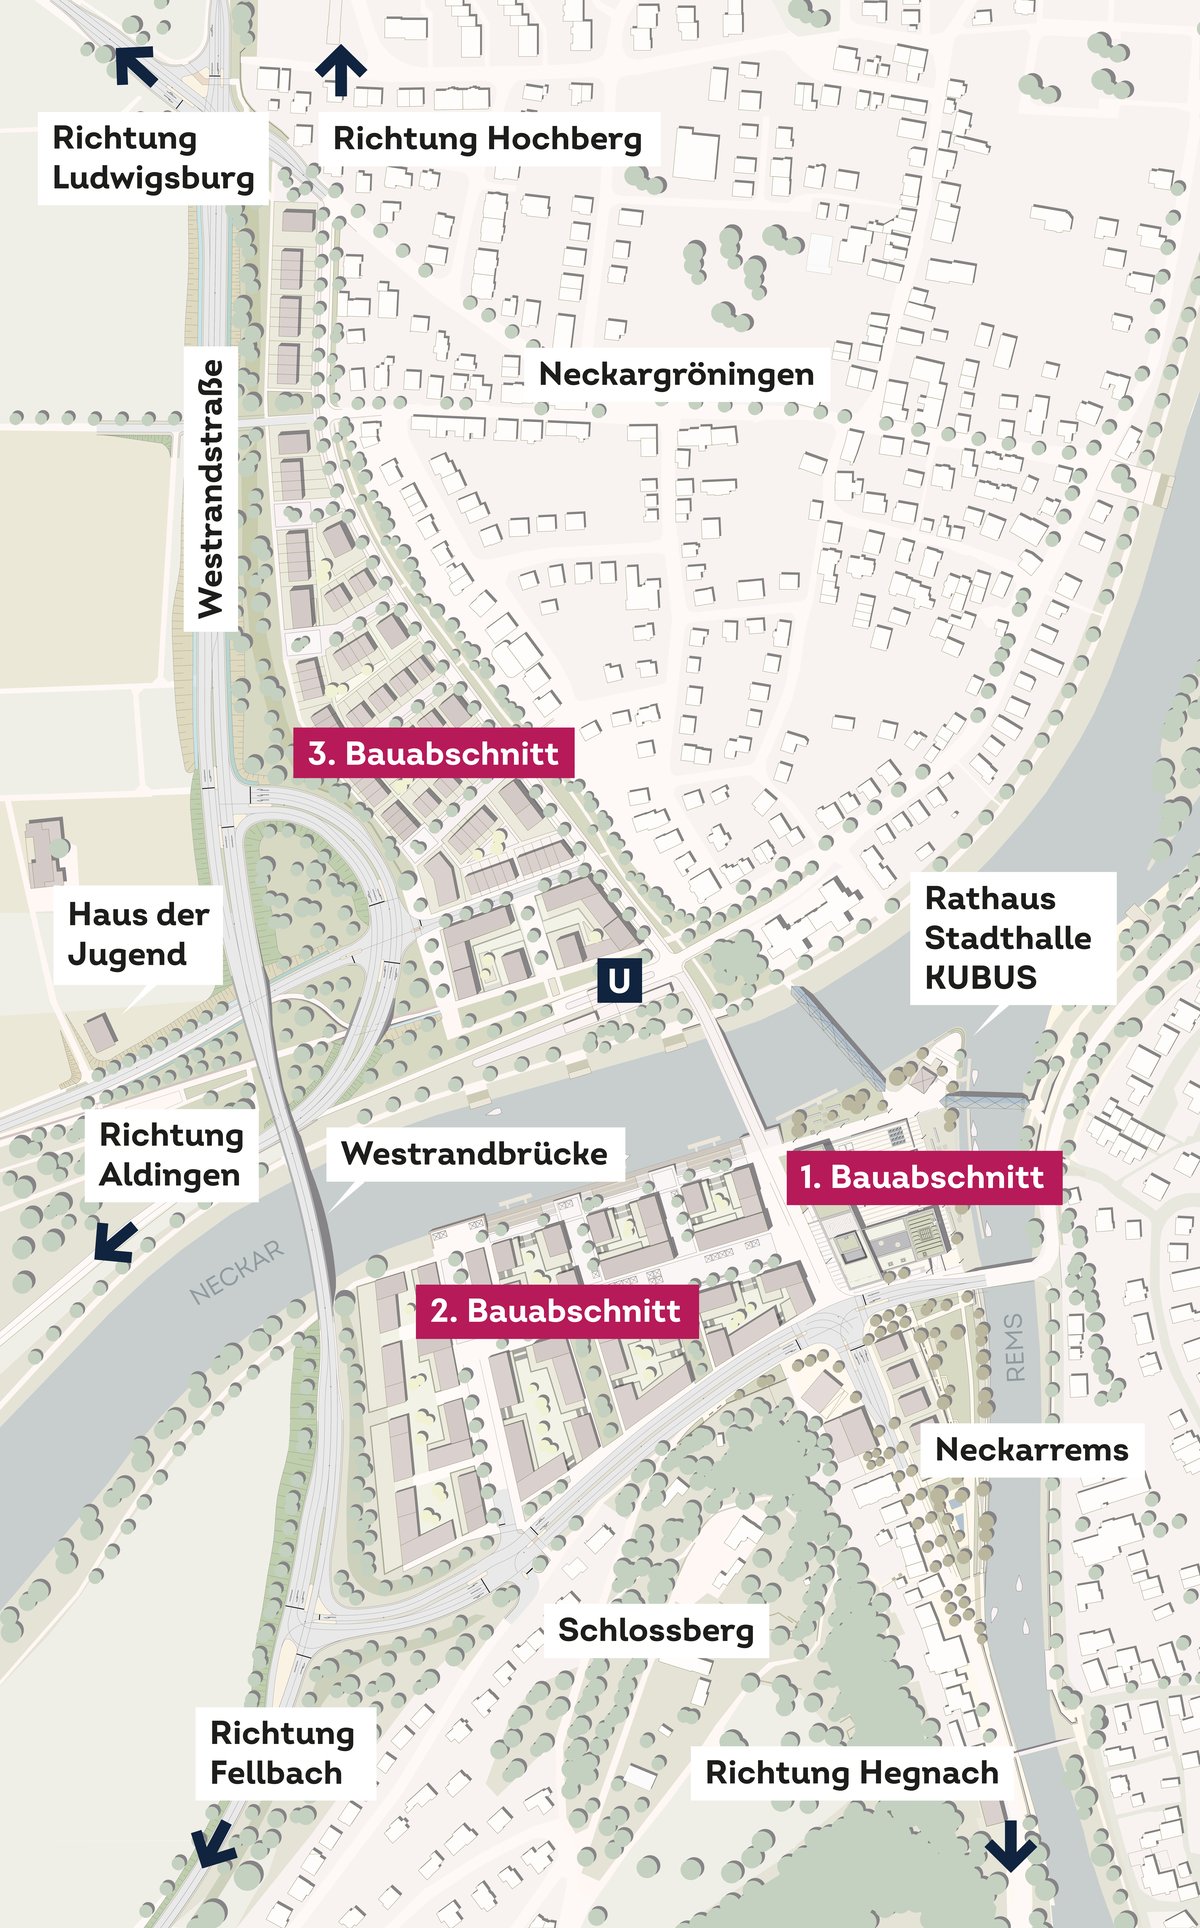 Richtung
Ludwigsburg
Richtung Hochberg
Neckargröningen
Westrandstraße
3. Bauabschnitt
Haus der
Jugend
Rathaus
Stadthalle
KUBUS
U
Richtung
Aldingen
Westrandbrücke
1. Bauabschnitt
NECKAR
2. Bauabschnitt
REMS
Neckarrems
Schlossberg
Richtung
Fellbach
Richtung Hegnach